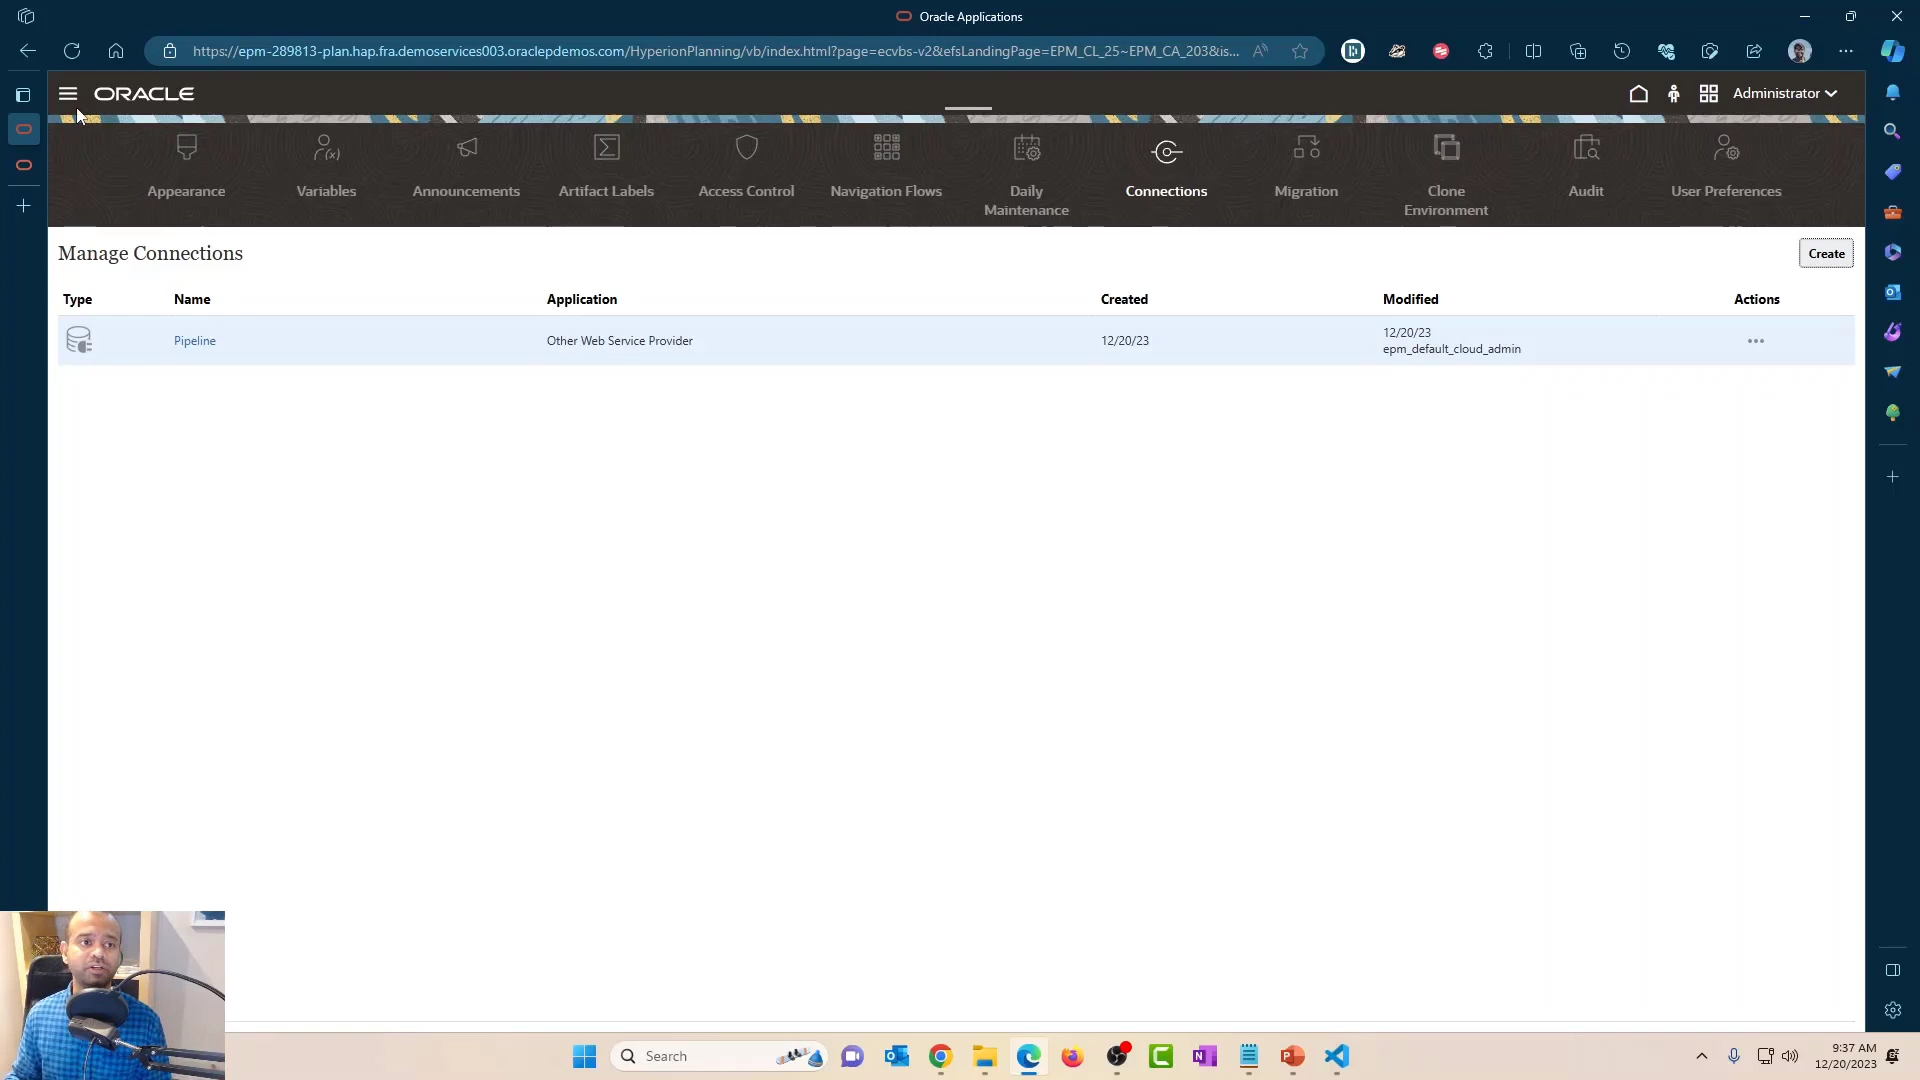 Oracle Applications
https://epm-289813-plan.hap.fra.demoservices003.oraclepdemos.com/HyperionPlanning/vb/index.html?page=ecvbs-v2&efsLandingPage=EPM_CL_25~EPM_CA_203&is...
ORACLE
Administrator
Appearance
Variables
Announcements
Artifact Labels
Access Control
Navigation Flows
Daily
Maintenance
Connections
Migration
Clone
Environment
Audit
User Preferences
Manage Connections
Create
Type Name Application Created Modified Actions
Pipeline Other Web Service Provider 12/20/23 12/20/23
epm_default_cloud_admin
Search
9:37 AM
12/20/2023